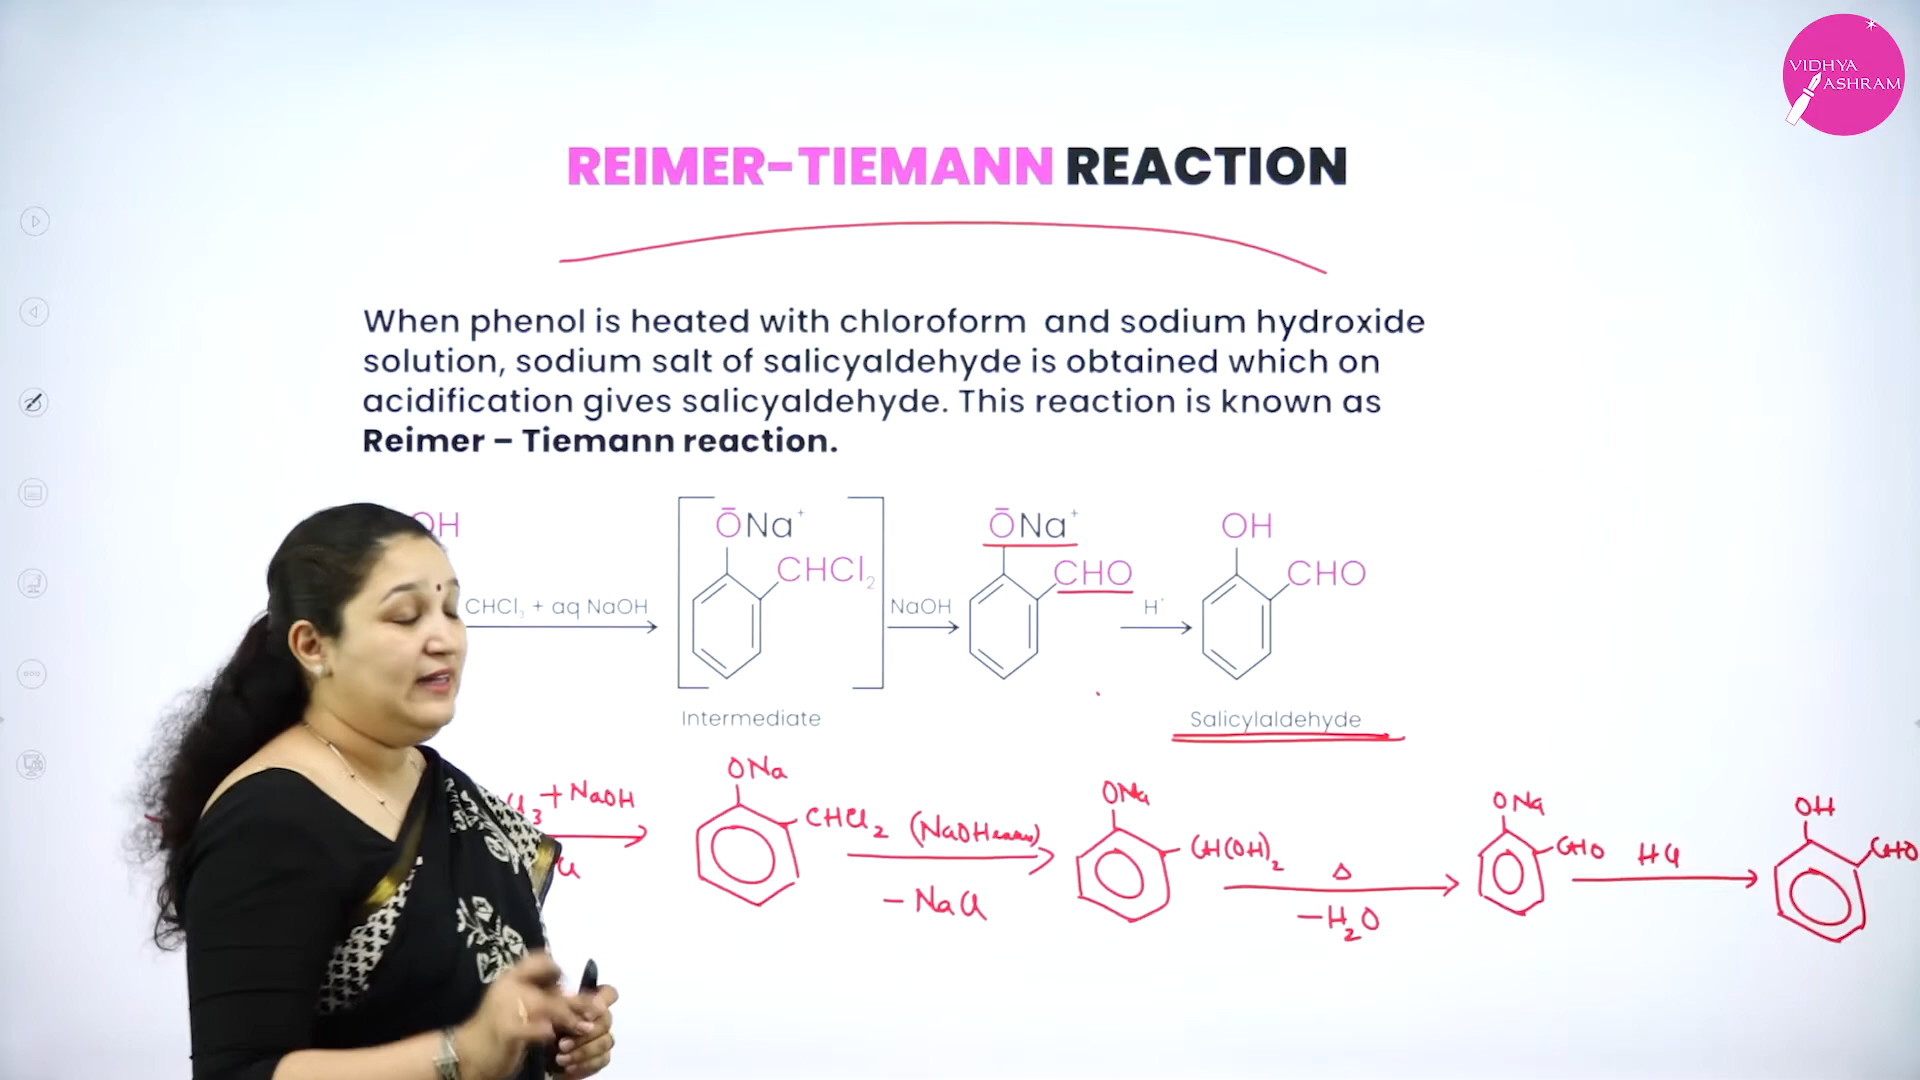 VIDHYA
ASHRAM
REIMER-TIEMANN REACTION
When phenol is heated with chloroform and sodium hydroxide
solution, sodium salt of salicyaldehyde is obtained which on
acidification gives salicyaldehyde. This reaction is known as
Reimer – Tiemann reaction.
OH
CHCl₃ + aq NaOH
ŌNa⁺
CHCl₂
Intermediate
NaOH
ŌNa⁺
CHO
H⁺
OH
CHO
Salicylaldehyde
₃ + NaOH
ONa
CHCl₂
(NaOH)
– NaCl
ONa
CH(OH)₂
Δ
– H₂O
ONa
CHO
HCl
OH
CHO